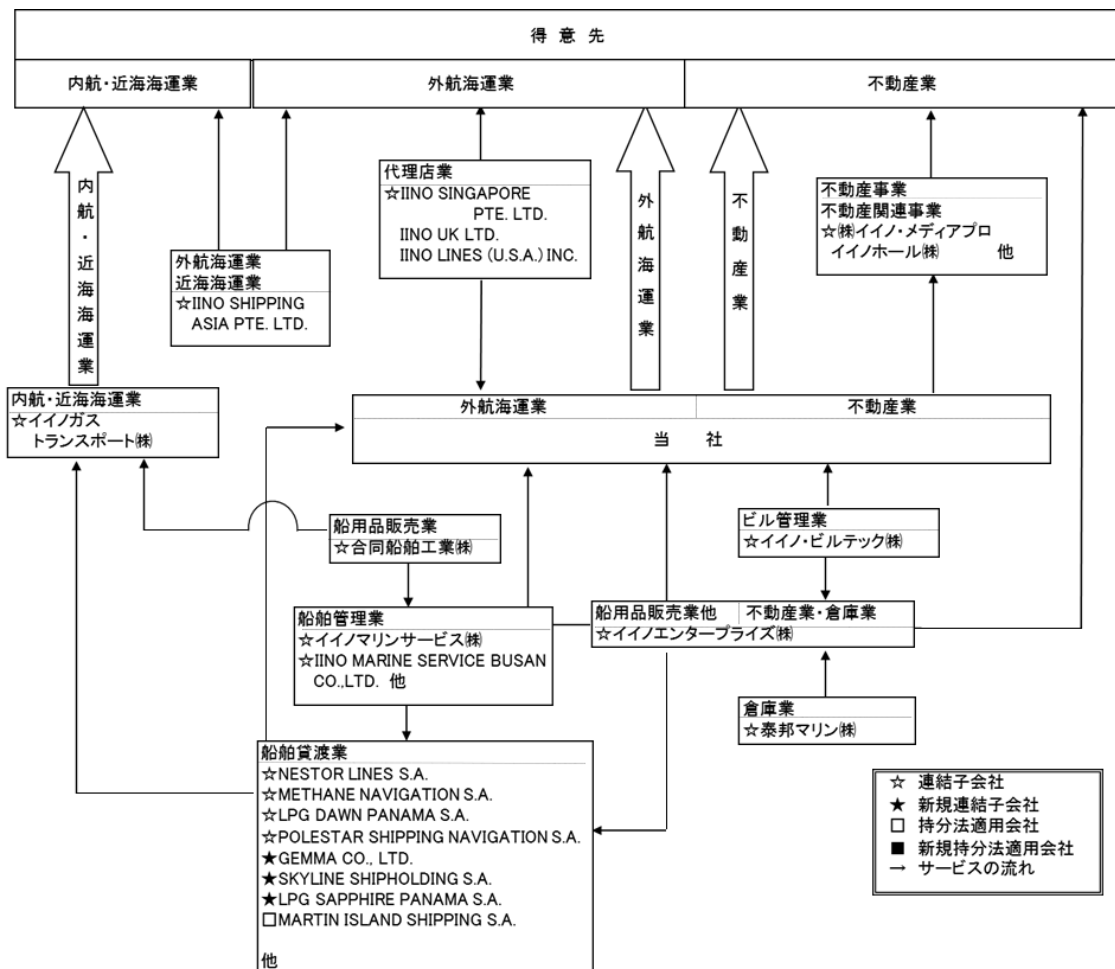 得 意 先
内航・近海海運業
外航海運業
不動産業
内航・近海海運業
外航海運業
近海海運業
☆IINO SHIPPING
ASIA PTE. LTD.
代理店業
☆IINO SINGAPORE
PTE. LTD.
IINO UK LTD.
IINO LINES (U.S.A.) INC.
外航海運業
不動産業
不動産事業
不動産関連事業
☆㈱イイノ・メディアプロ
イイノホール㈱ 他
内航・近海海運業
☆イイノガス
トランスポート㈱
外航海運業
不動産業
当 社
船用品販売業
☆合同船舶工業㈱
ビル管理業
☆イイノ・ビルテック㈱
船舶管理業
☆イイノマリンサービス㈱
☆IINO MARINE SERVICE BUSAN
CO.,LTD. 他
船用品販売業他
不動産業・倉庫業
☆イイノエンタープライズ㈱
倉庫業
☆泰邦マリン㈱
船舶貸渡業
☆NESTOR LINES S.A.
☆METHANE NAVIGATION S.A.
☆LPG DAWN PANAMA S.A.
☆POLESTAR SHIPPING NAVIGATION S.A.
★GEMMA CO., LTD.
★SKYLINE SHIPHOLDING S.A.
★LPG SAPPHIRE PANAMA S.A.
□MARTIN ISLAND SHIPPING S.A.
他
☆ 連結子会社
★ 新規連結子会社
□ 持分法適用会社
■ 新規持分法適用会社
→ サービスの流れ